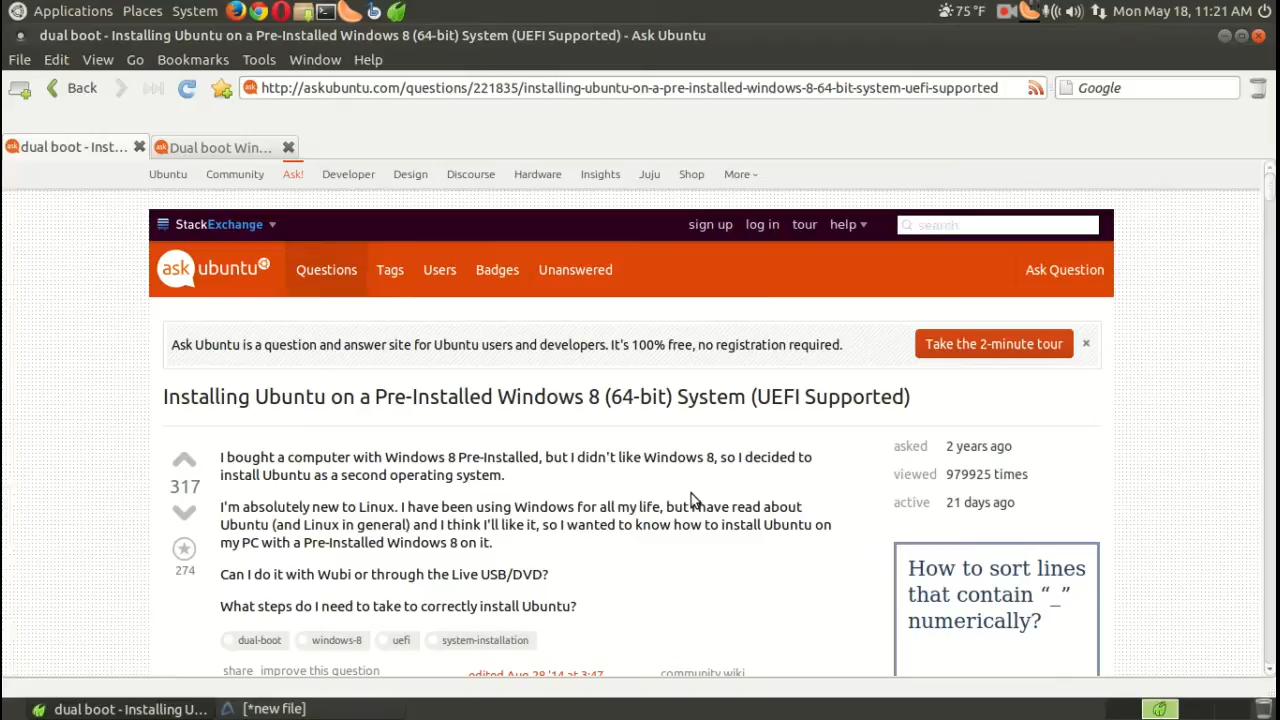 Applications Places System 75 °F Mon May 18, 11:21 AM
dual boot - Installing Ubuntu on a Pre-Installed Windows 8 (64-bit) System (UEFI Supported) - Ask Ubuntu
File Edit View Go Bookmarks Tools Window Help
Back http://askubuntu.com/questions/221835/installing-ubuntu-on-a-pre-installed-windows-8-64-bit-system-uefi-supported Google
ask dual boot - Inst... ask Dual boot Win...
Ubuntu Community Ask! Developer Design Discourse Hardware Insights Juju Shop More
StackExchange sign up log in tour help search
ask ubuntu Questions Tags Users Badges Unanswered Ask Question
Ask Ubuntu is a question and answer site for Ubuntu users and developers. It's 100% free, no registration required. Take the 2-minute tour ×
Installing Ubuntu on a Pre-Installed Windows 8 (64-bit) System (UEFI Supported)
317
274
I bought a computer with Windows 8 Pre-Installed, but I didn't like Windows 8, so I decided to
install Ubuntu as a second operating system.
I'm absolutely new to Linux. I have been using Windows for all my life, but I have read about
Ubuntu (and Linux in general) and I think I'll like it, so I wanted to know how to install Ubuntu on
my PC with a Pre-Installed Windows 8 on it.
Can I do it with Wubi or through the Live USB/DVD?
What steps do I need to take to correctly install Ubuntu?
dual-boot windows-8 uefi system-installation
share improve this question edited Aug 28 '14 at 3:47 community wiki
asked 2 years ago
viewed 979925 times
active 21 days ago
How to sort lines
that contain “_”
numerically?
dual boot - Installing U... [*new file]